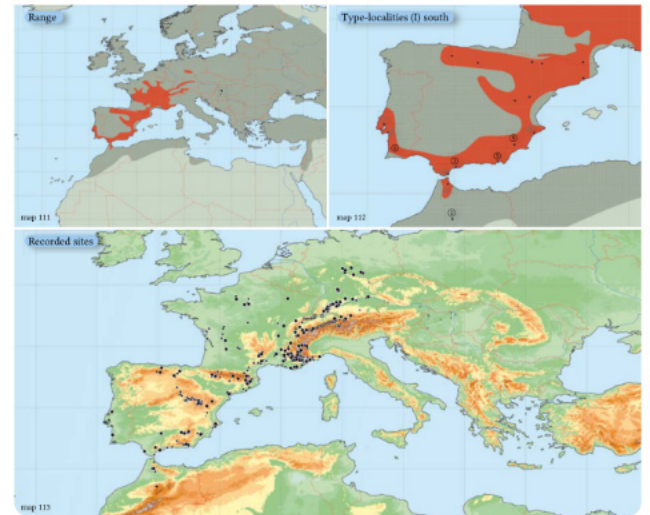 Range
map 111
Type-localities (I) south
map 112
Recorded sites
map 113